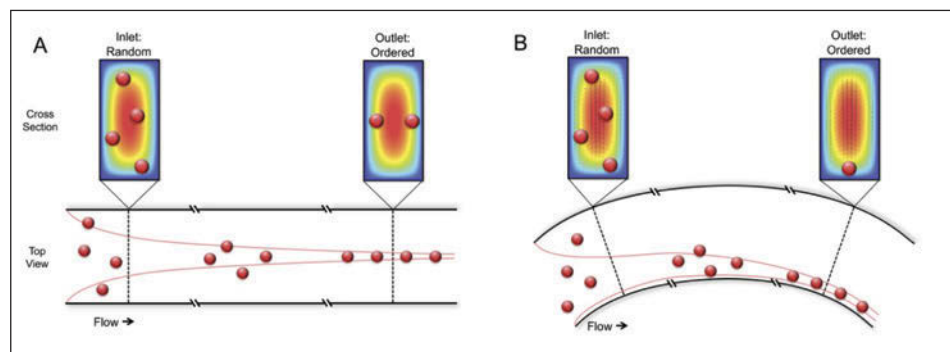 A
Inlet:
Random
Outlet:
Ordered
Cross
Section
Top
View
Flow →
B
Inlet:
Random
Outlet:
Ordered
Flow →